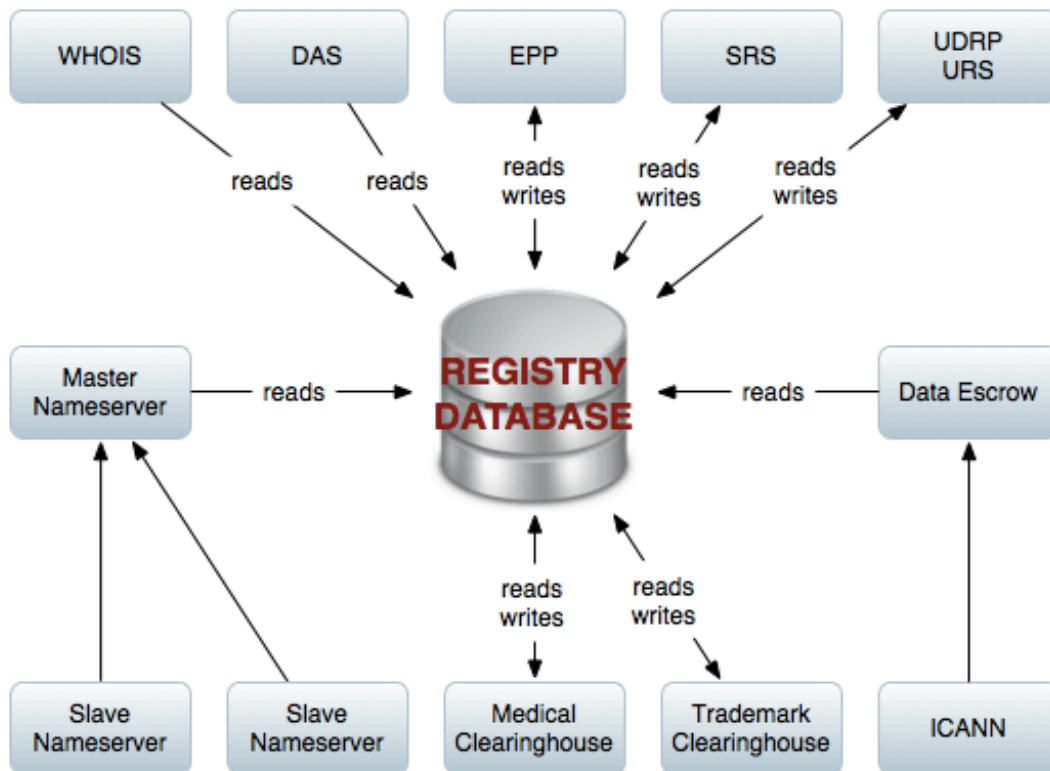 WHOIS
DAS
EPP
SRS
UDRP
URS
reads
reads
reads
writes
reads
writes
reads
writes
Master
Nameserver
reads
REGISTRY
DATABASE
reads
Data Escrow
reads
writes
reads
writes
Slave
Nameserver
Slave
Nameserver
Medical
Clearinghouse
Trademark
Clearinghouse
ICANN